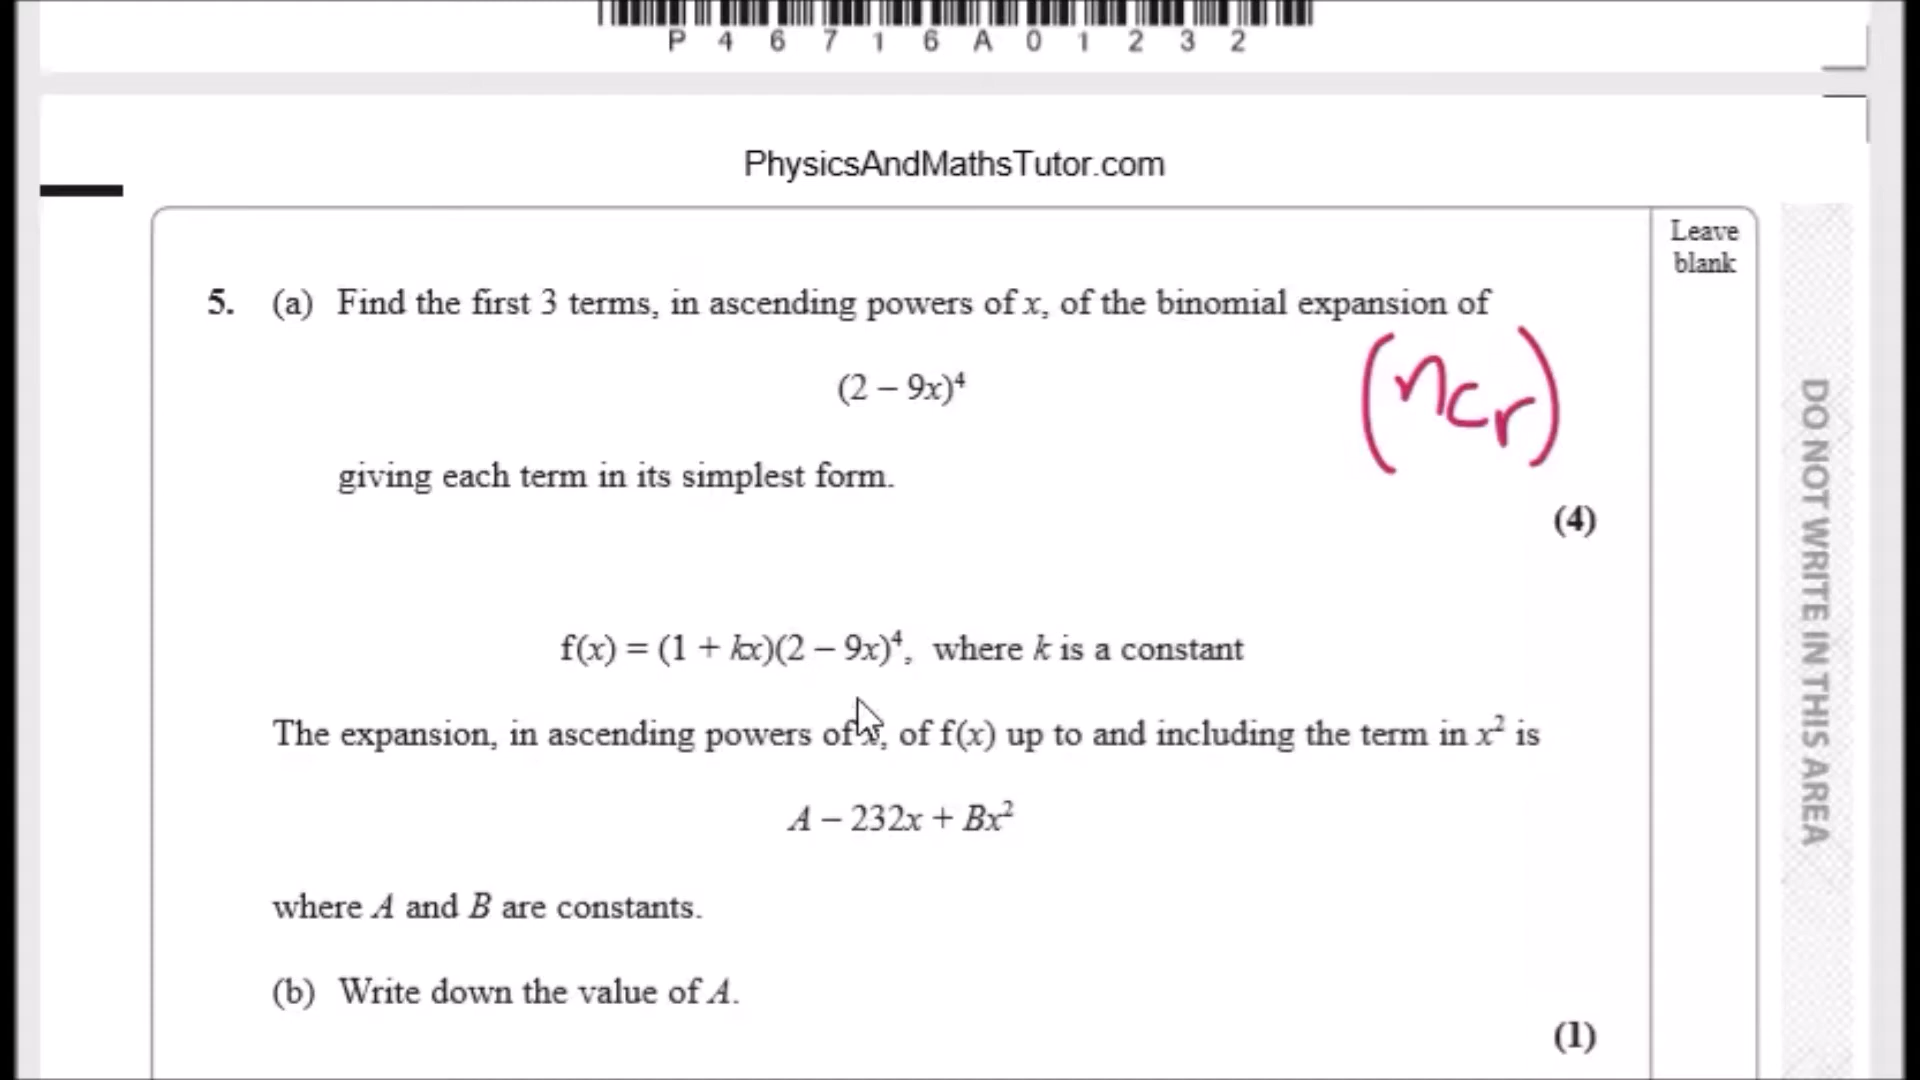 P 4 6 7 1 6 A 0 1 2 3 2
PhysicsAndMathsTutor.com
Leave
blank
5. (a) Find the first 3 terms, in ascending powers of x, of the binomial expansion of
(2 – 9x)⁴
(nCr)
giving each term in its simplest form.
(4)
f(x) = (1 + kx)(2 – 9x)⁴, where k is a constant
The expansion, in ascending powers of x, of f(x) up to and including the term in x² is
A – 232x + Bx²
where A and B are constants.
(b) Write down the value of A.
(1)
DO NOT WRITE IN THIS AREA